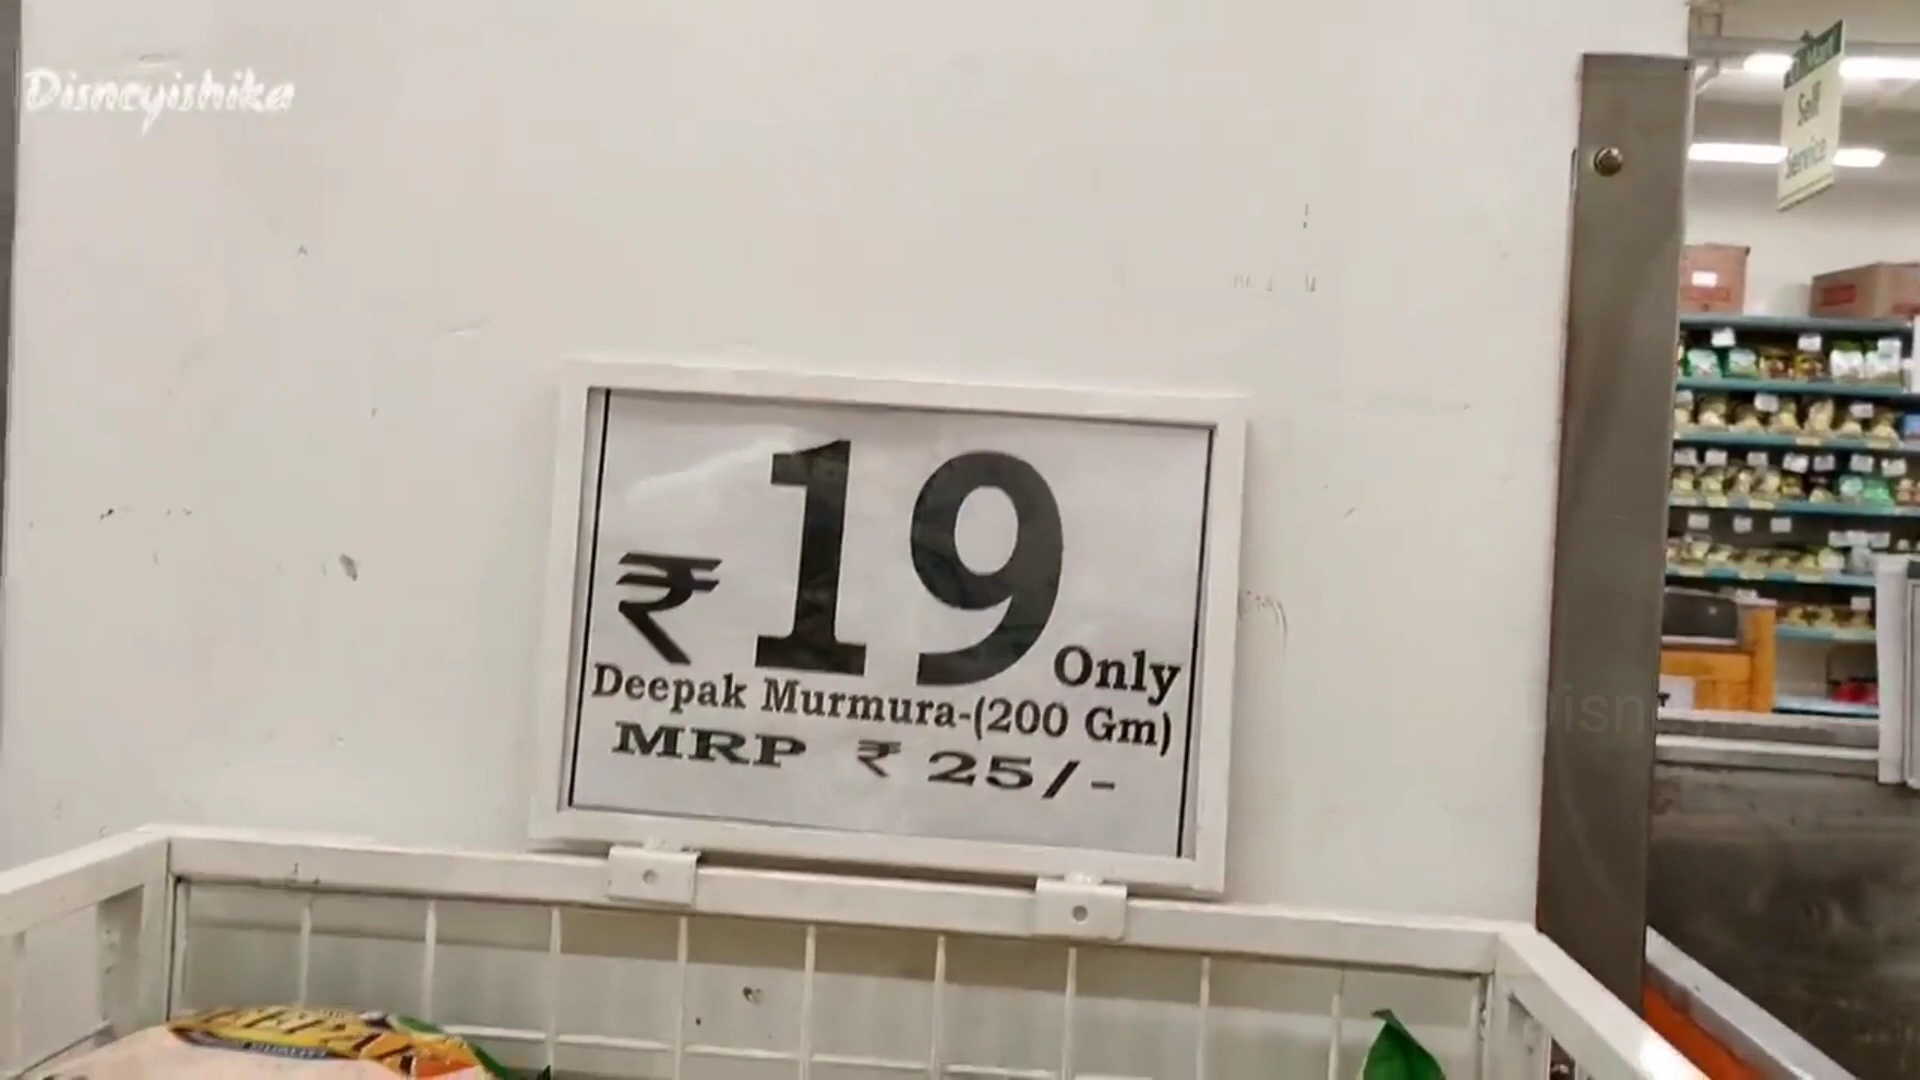 Disneyishika
Self
Service
₹ 19 Only
Deepak Murmura-(200 Gm)
MRP ₹ 25/-